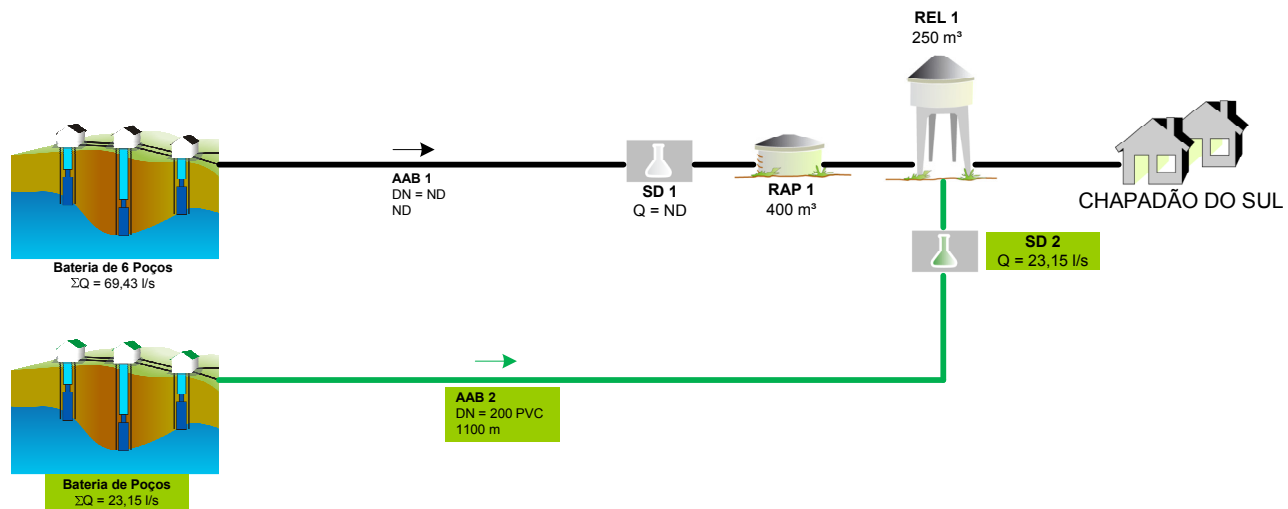 REL 1
250 m³
AAB 1
DN = ND
ND
SD 1
Q = ND
RAP 1
400 m³
CHAPADÃO DO SUL
SD 2
Q = 23,15 l/s
Bateria de 6 Poços
ΣQ = 69,43 l/s
AAB 2
DN = 200 PVC
1100 m
Bateria de Poços
ΣQ = 23,15 l/s